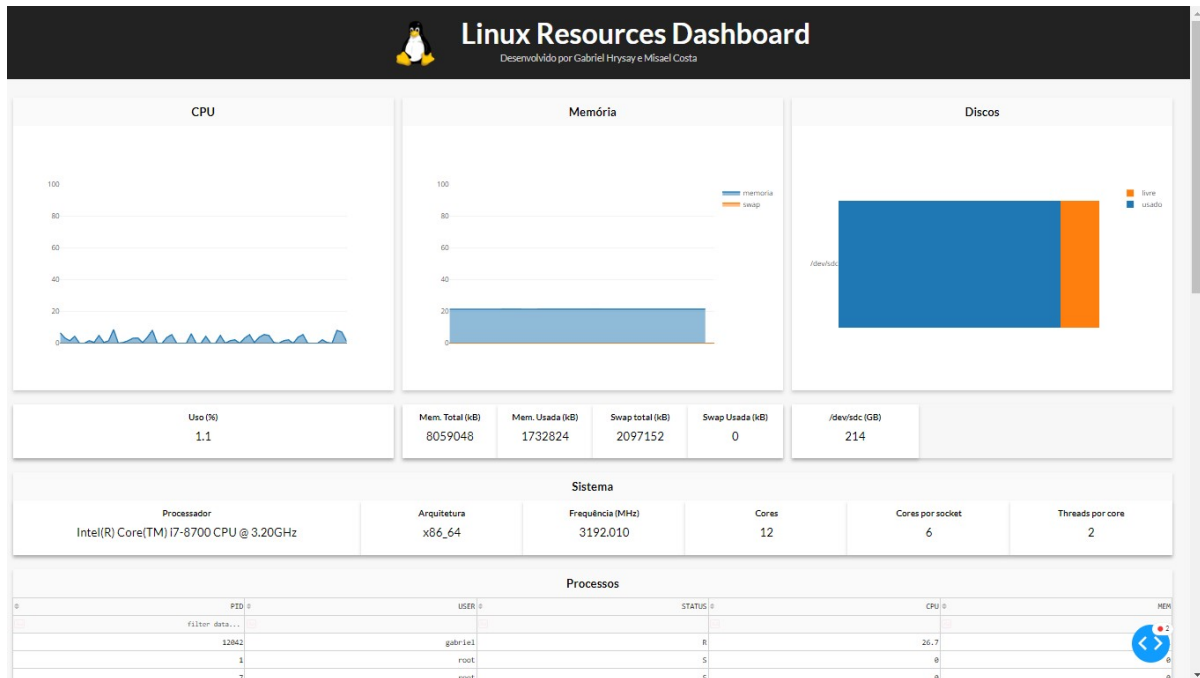 Linux Resources Dashboard
Desenvolvido por Gabriel Hrysay e Misael Costa
CPU
100
80
60
40
20
0
Memória
100
80
60
40
20
0
memoria
swap
Discos
/dev/sdc
livre
usado
Uso (%)
1.1
Mem. Total (kB) Mem. Usada (kB) Swap total (kB) Swap Usada (kB)
8059048 1732824 2097152 0
/dev/sdc (GB)
214
Sistema
Processador Arquitetura Frequência (MHz) Cores Cores por socket Threads por core
Intel(R) Core(TM) i7-8700 CPU @ 3.20GHz x86_64 3192.010 12 6 2
Processos
PID USER STATUS CPU MEM
filter data...
12042 gabriel R 26.7
1 root S 0 0
7 root S 0 0
2